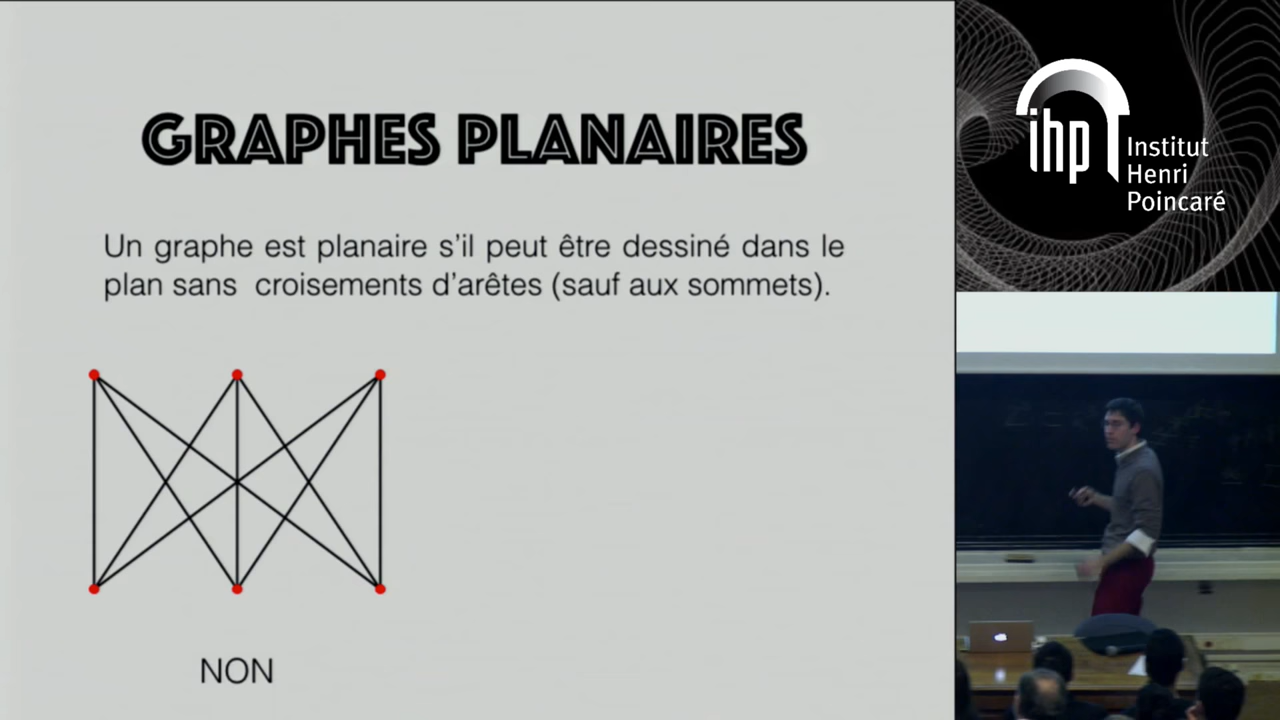 GRAPHES PLANAIRES
Un graphe est planaire s'il peut être dessiné dans le
plan sans croisements d'arêtes (sauf aux sommets).
NON
ihp
Institut
Henri
Poincaré